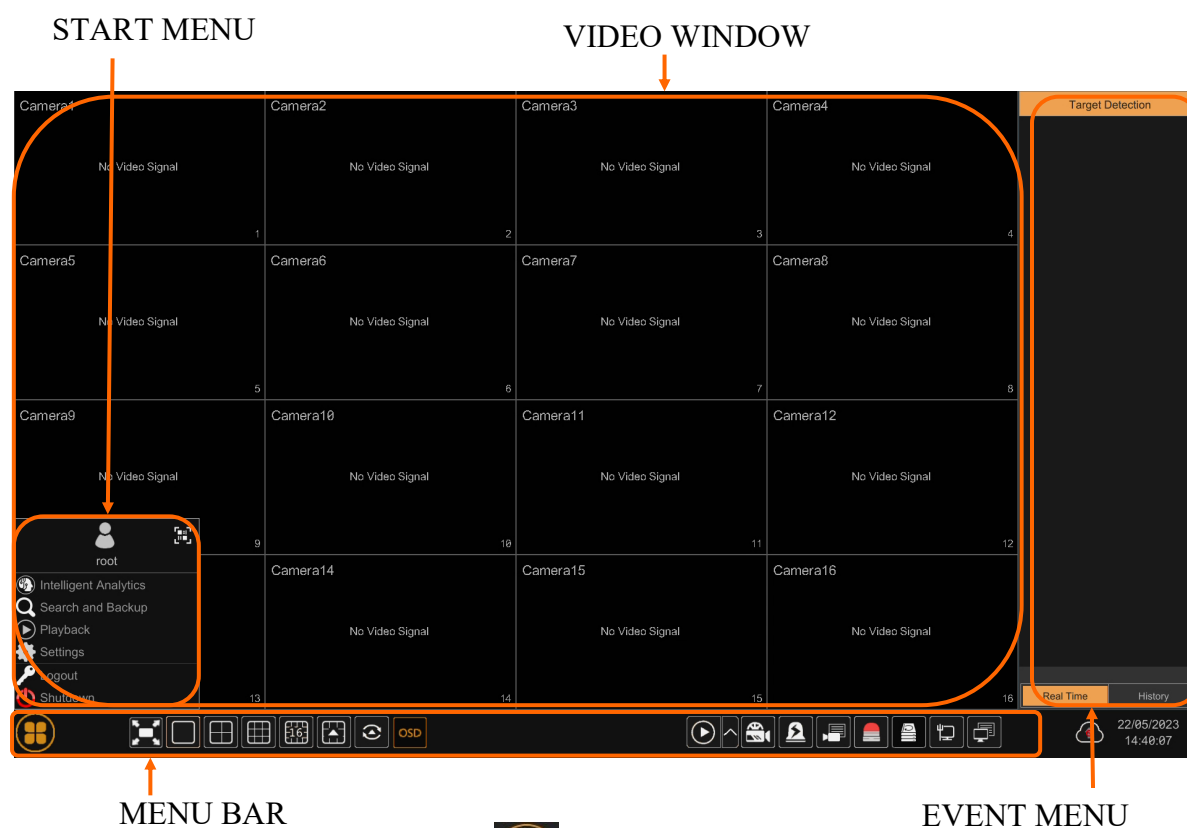 START MENU
VIDEO WINDOW
Camera1
Camera2
Camera3
Camera4
Target Detection
No Video Signal
No Video Signal
No Video Signal
No Video Signal
1
2
3
4
Camera5
Camera6
Camera7
Camera8
No Video Signal
No Video Signal
No Video Signal
No Video Signal
5
6
7
8
Camera9
Camera10
Camera11
Camera12
No Video Signal
No Video Signal
No Video Signal
No Video Signal
9
10
11
12
root
Intelligent Analytics
Search and Backup
Playback
Settings
Logout
Shutdown
Camera14
Camera15
Camera16
No Video Signal
No Video Signal
No Video Signal
13
14
15
16
Real Time
History
16
OSD
22/05/2023
14:40:07
MENU BAR
EVENT MENU